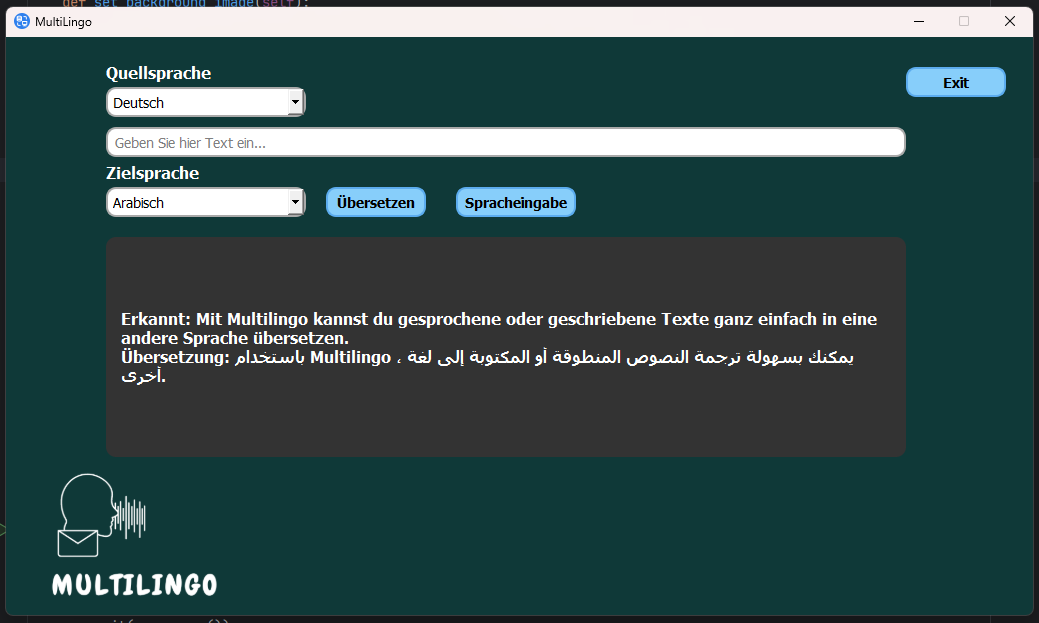 def set_background_image(self):
MultiLingo
Quellsprache
Exit
Deutsch
Geben Sie hier Text ein...
Zielsprache
Arabisch
Übersetzen
Spracheingabe
Erkannt: Mit Multilingo kannst du gesprochene oder geschriebene Texte ganz einfach in eine
andere Sprache übersetzen.
Übersetzung: باستخدام Multilingo ، يمكنك بسهولة ترجمة النصوص المنطوقة أو المكتوبة إلى لغة
أخرى.
MULTILINGO